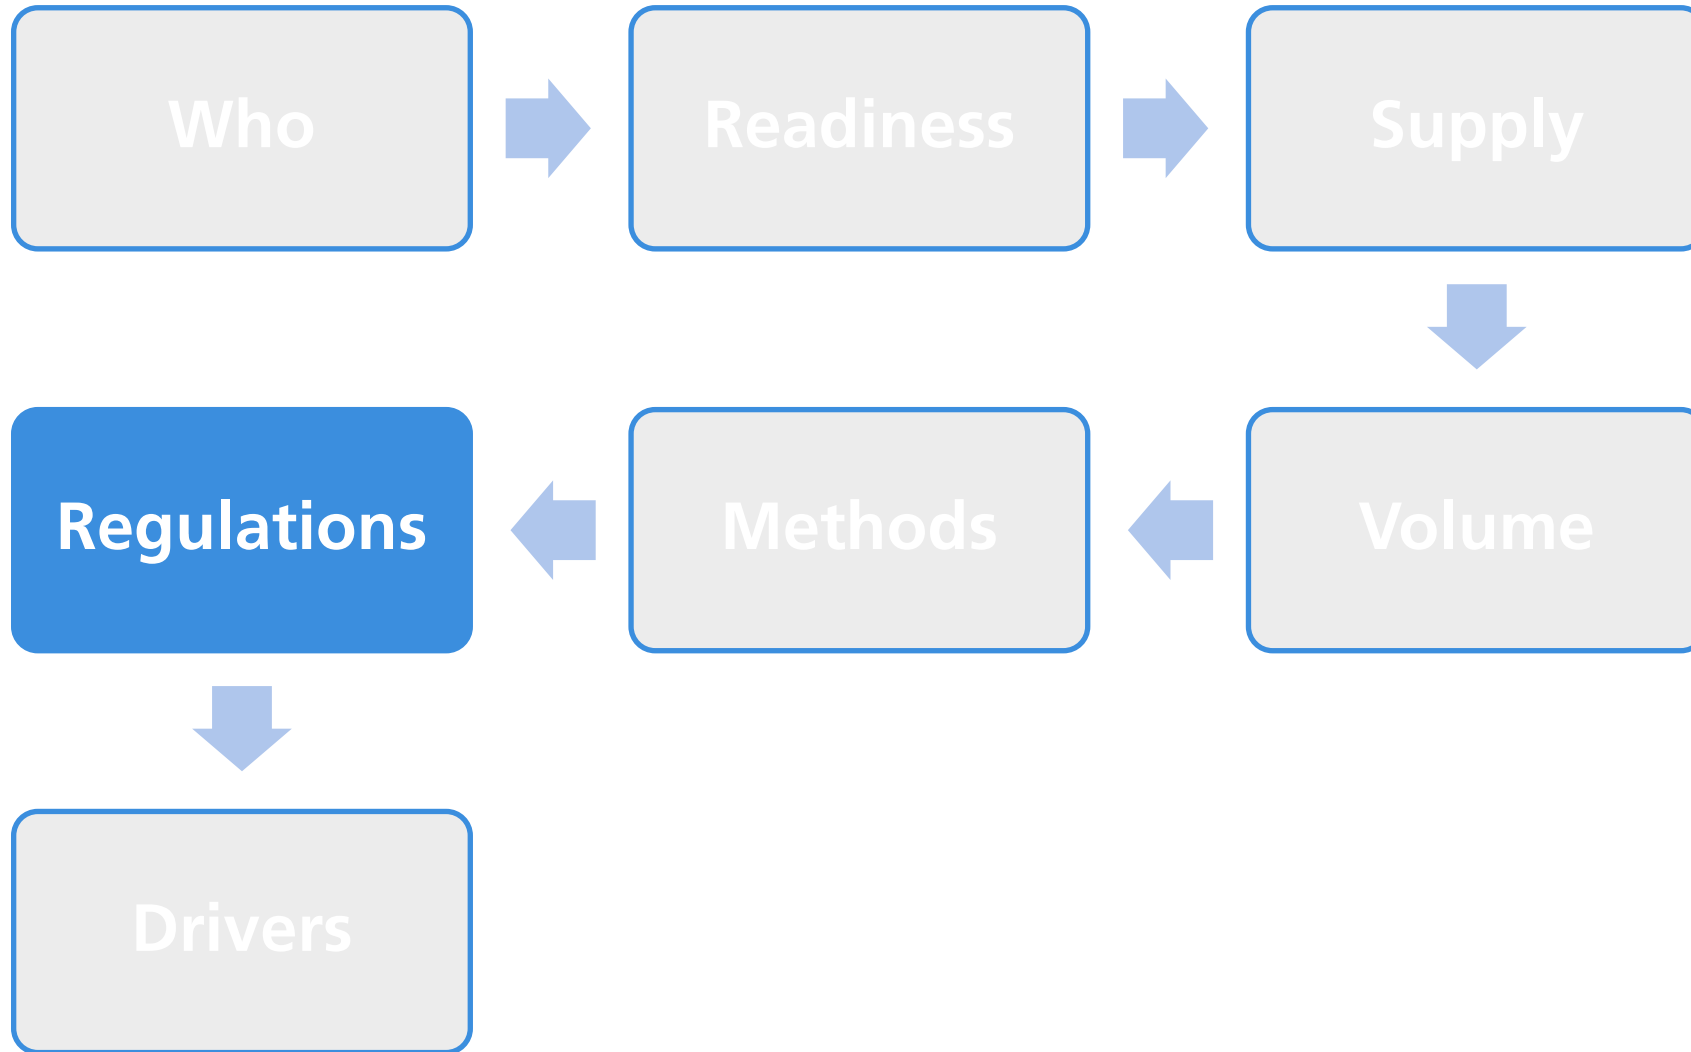 Who
Readiness
Supply
Volume
Methods
Regulations
Drivers